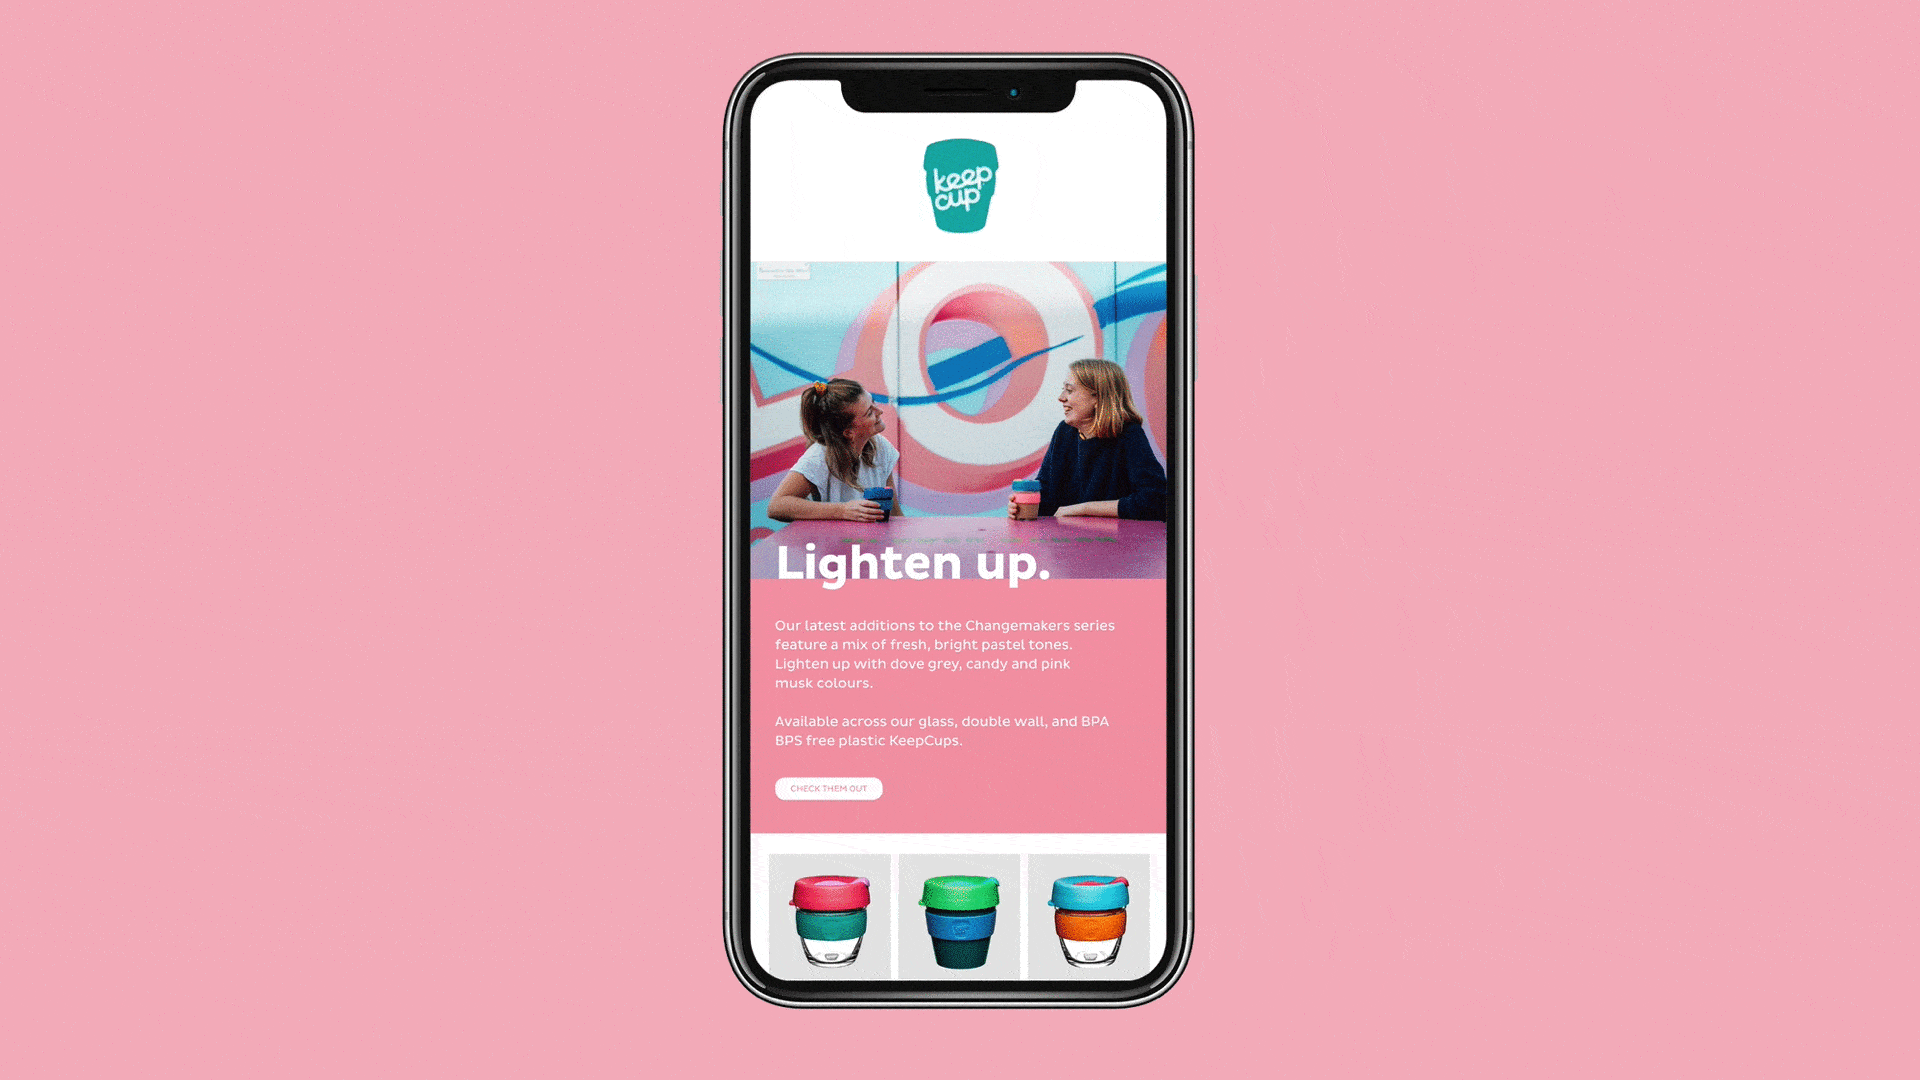 keep
cup
Lighten up.
Our latest additions to the Changemakers series
feature a mix of fresh, bright pastel tones.
Lighten up with dove grey, candy and pink
musk colours.
Available across our glass, double wall, and BPA
BPS free plastic KeepCups.
CHECK THEM OUT